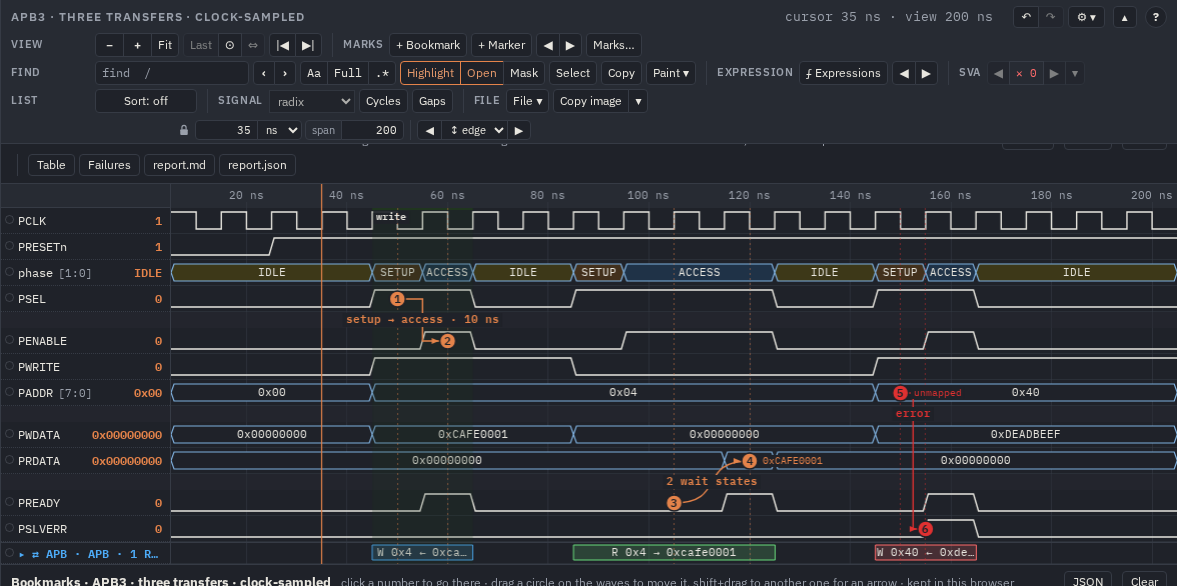 APB3 · THREE TRANSFERS · CLOCK-SAMPLED cursor 35 ns · view 200 ns ↶ ↷ ⚙▾ ▲ ?
VIEW − + Fit Last ⊙ ⇔ |◀ ▶| MARKS + Bookmark + Marker ◀ ▶ Marks...
FIND find / ‹ › Aa Full .* Highlight Open Mask Select Copy Paint ▾ EXPRESSION ƒ Expressions ◀ ▶ SVA ◀ × 0 ▶ ▾
LIST Sort: off SIGNAL radix Cycles Gaps FILE File ▾ Copy image ▾
35 ns span 200 ◀ ↕ edge ▶
Table Failures report.md report.json
20 ns 40 ns 60 ns 80 ns 100 ns 120 ns 140 ns 160 ns 180 ns 200 ns
PCLK 1 write
PRESETn 1
phase [1:0] IDLE IDLE SETUP ACCESS IDLE SETUP ACCESS IDLE SETUP ACCESS IDLE
PSEL 0 1
setup → access · 10 ns
PENABLE 0 2
PWRITE 0
PADDR [7:0] 0x00 0x00 0x04 5 unmapped 0x40
error
PWDATA 0x00000000 0x00000000 0xCAFE0001 0x00000000 0xDEADBEEF
PRDATA 0x00000000 0x00000000 4 0xCAFE0001 0x00000000
2 wait states
PREADY 0 3
PSLVERR 0 6
▸ ⇄ APB · APB · 1 R… W 0x4 ← 0xca… R 0x4 → 0xcafe0001 W 0x40 ← 0xde…
Bookmarks · APB3 · three transfers · clock-sampled click a number to go there · drag a circle on the waves to move it, shift+drag to another one for an arrow · kept in this browser JSON Clear